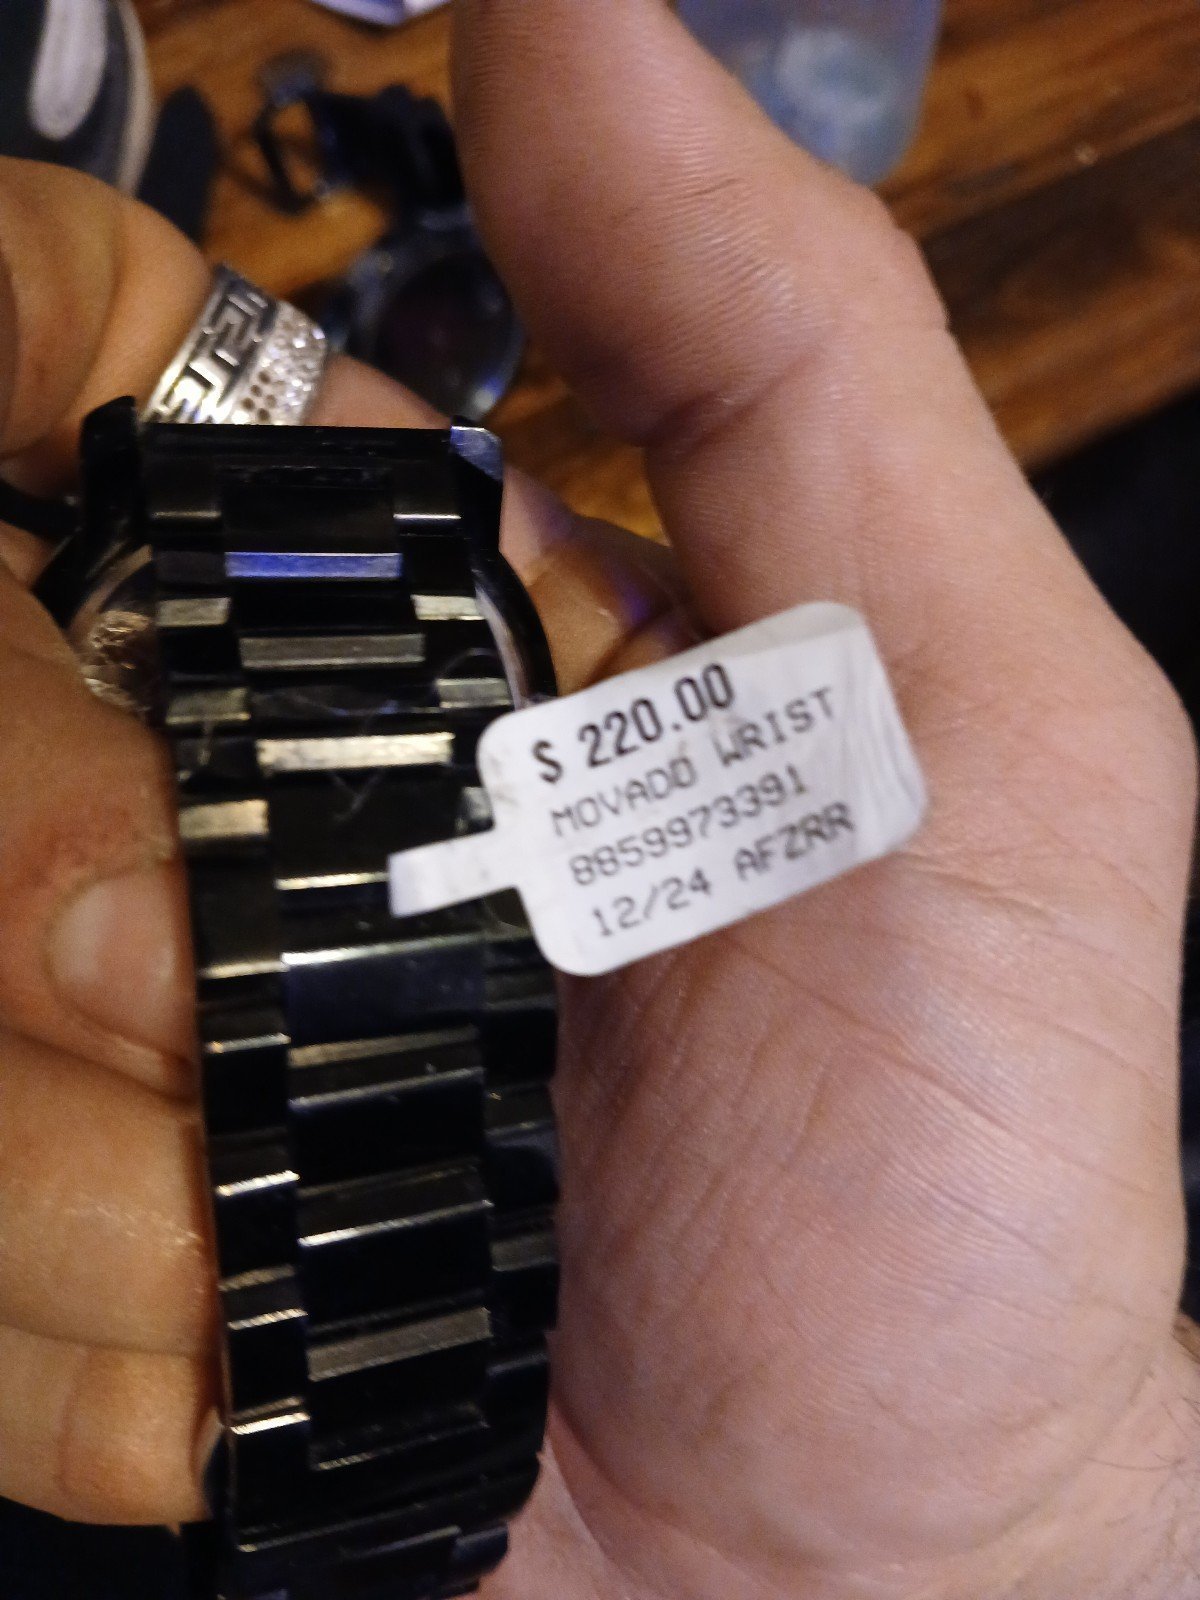 $ 220.00
MOVADO WRIST
8859973391
12/24 AFZRR